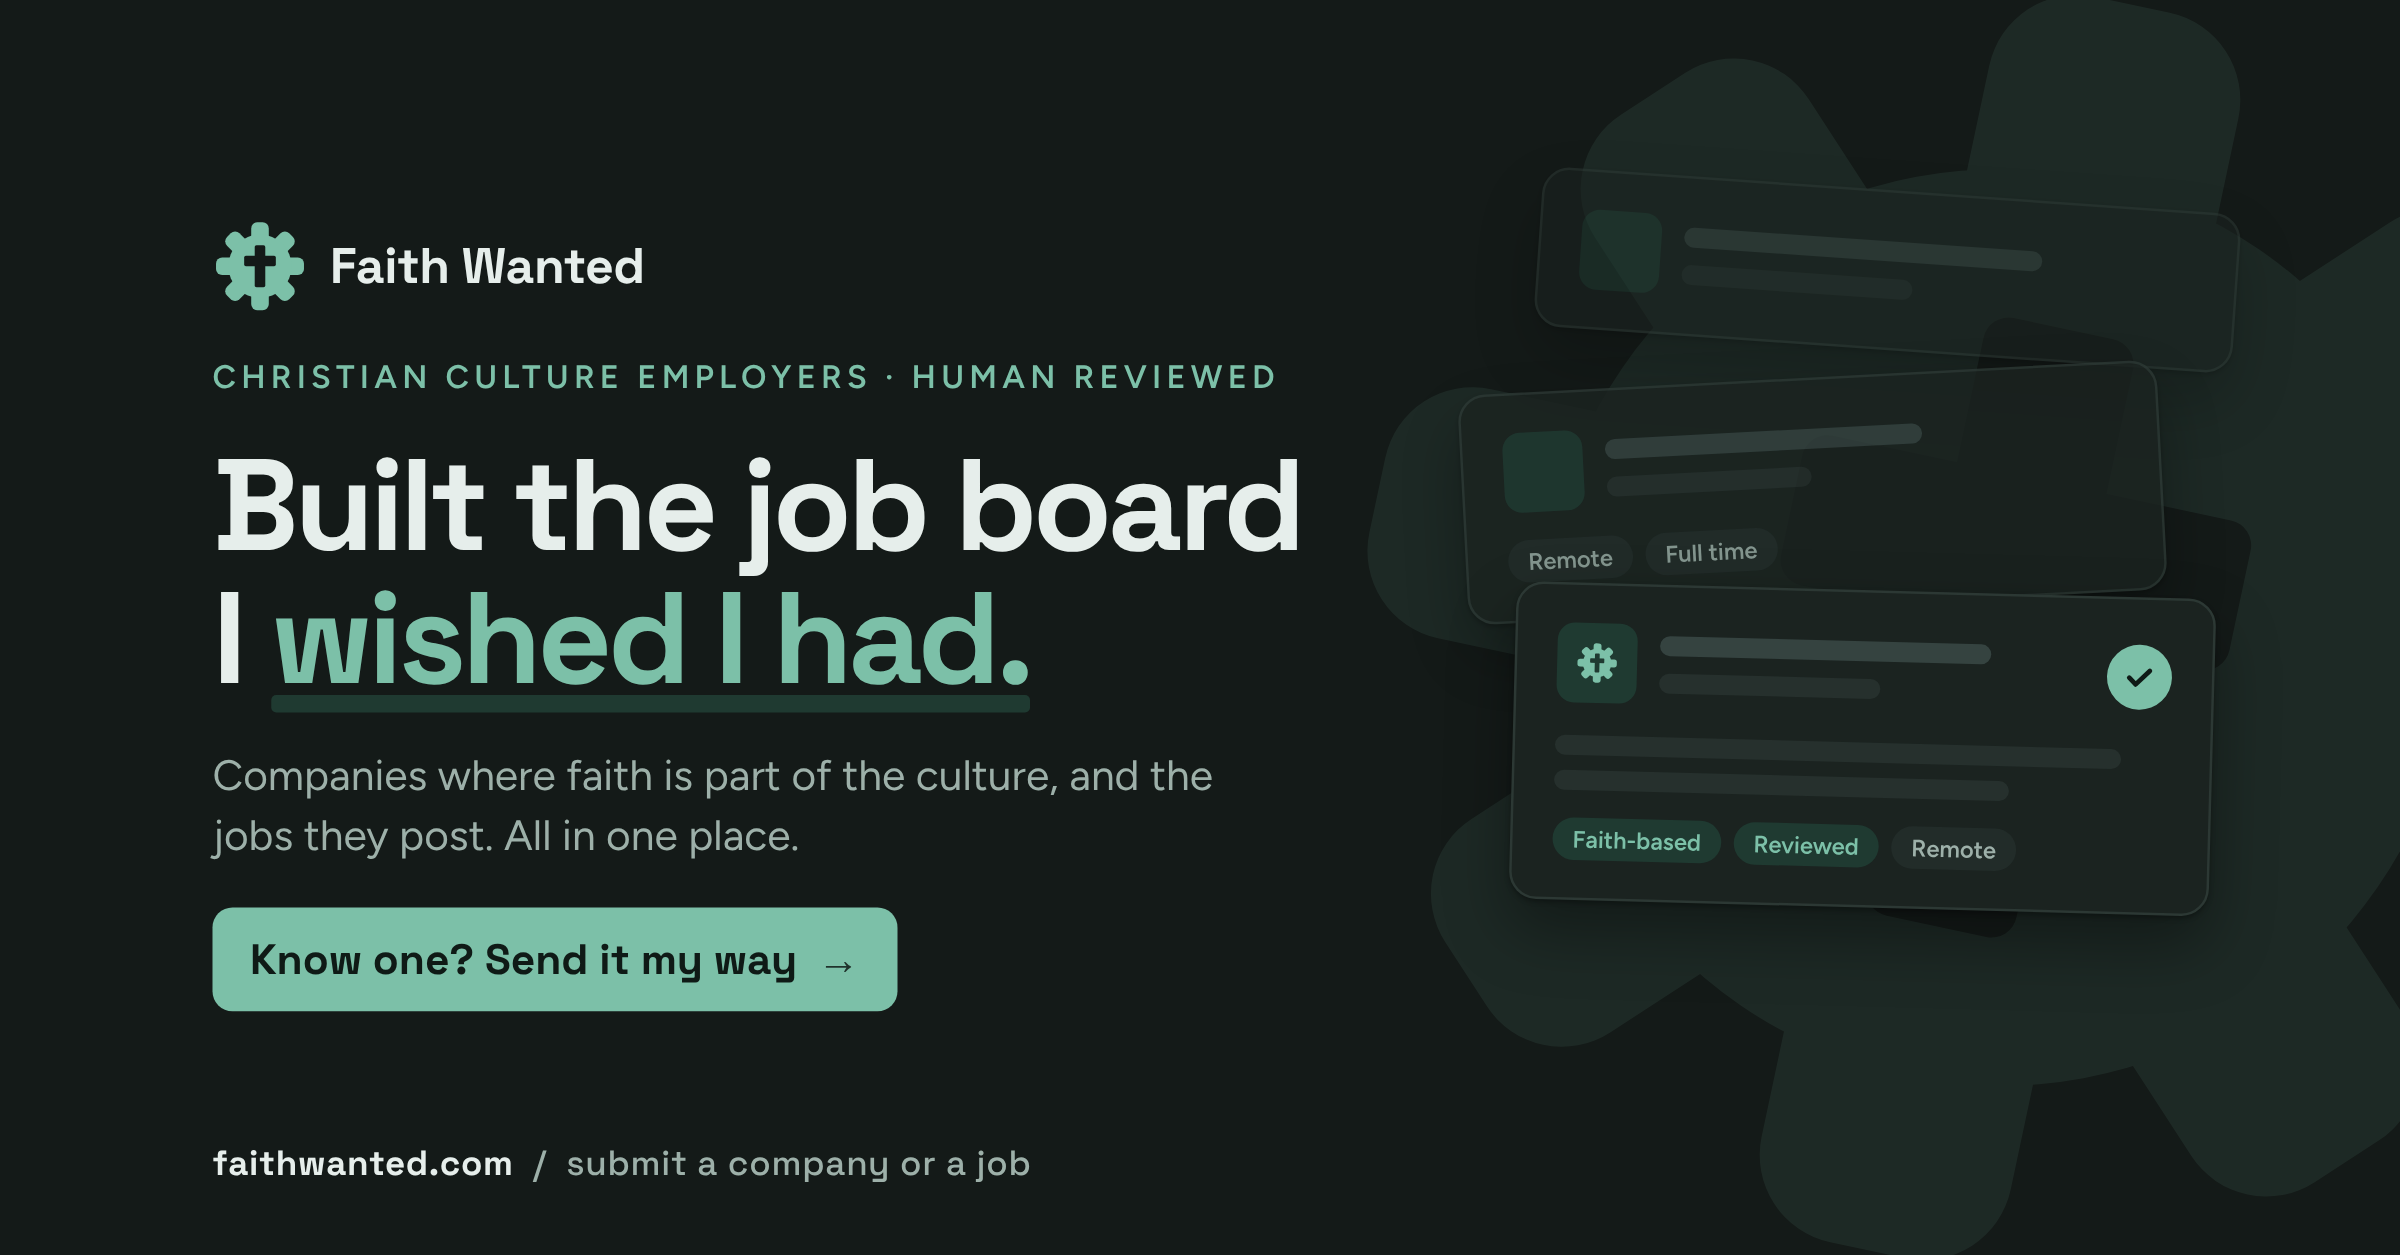 Faith Wanted
CHRISTIAN CULTURE EMPLOYERS · HUMAN REVIEWED
Built the job board
I wished I had.
Companies where faith is part of the culture, and the
jobs they post. All in one place.
Know one? Send it my way →
faithwanted.com / submit a company or a job
Remote Full time
Faith-based Reviewed Remote